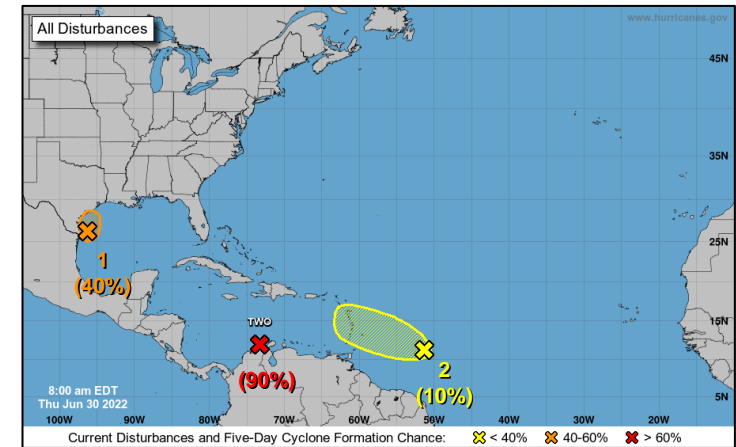 All Disturbances
www.hurricanes.gov
45N
35N
25N
1
(40%)
TWO
15N
(90%)
2
(10%)
5N
8:00 am EDT
Thu Jun 30 2022
100W 90W 80W 70W 60W 50W 40W 30W 20W
Current Disturbances and Five-Day Cyclone Formation Chance: < 40% 40-60% > 60%